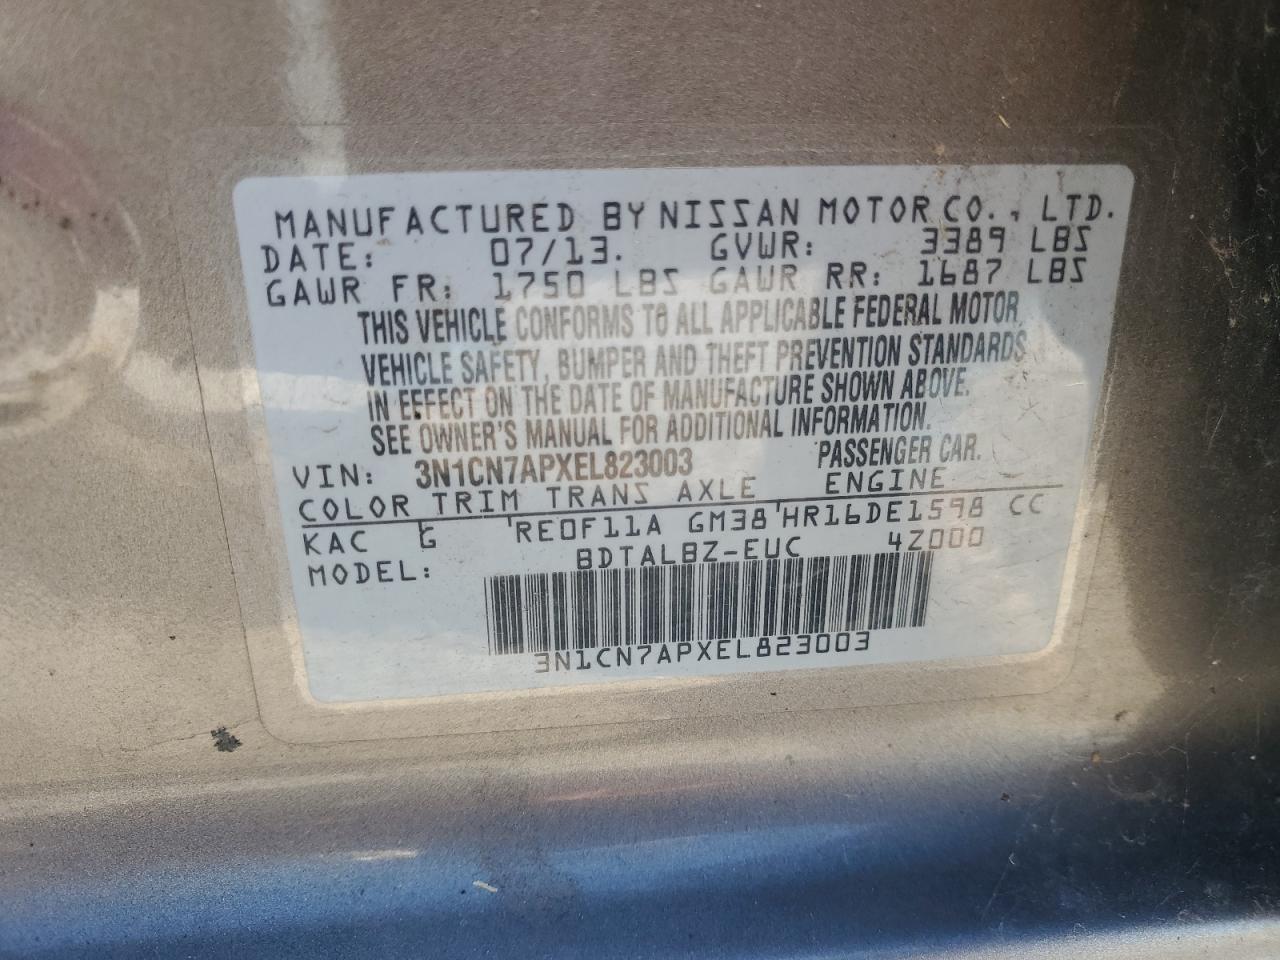 MANUFACTURED BY NISSAN MOTOR CO., LTD.
DATE: 07/13. GVWR: 3389 LBS
GAWR FR: 1750 LBS GAWR RR: 1687 LBS
THIS VEHICLE CONFORMS TO ALL APPLICABLE FEDERAL MOTOR
VEHICLE SAFETY, BUMPER AND THEFT PREVENTION STANDARDS
IN EFFECT ON THE DATE OF MANUFACTURE SHOWN ABOVE.
SEE OWNER'S MANUAL FOR ADDITIONAL INFORMATION.
VIN: 3N1CN7APXEL823003 PASSENGER CAR.
COLOR TRIM TRANS AXLE ENGINE
KAC G RE0F11A GM38 HR16DE1598 CC
MODEL: BDTALBZ-EUC 4Z000
3N1CN7APXEL823003